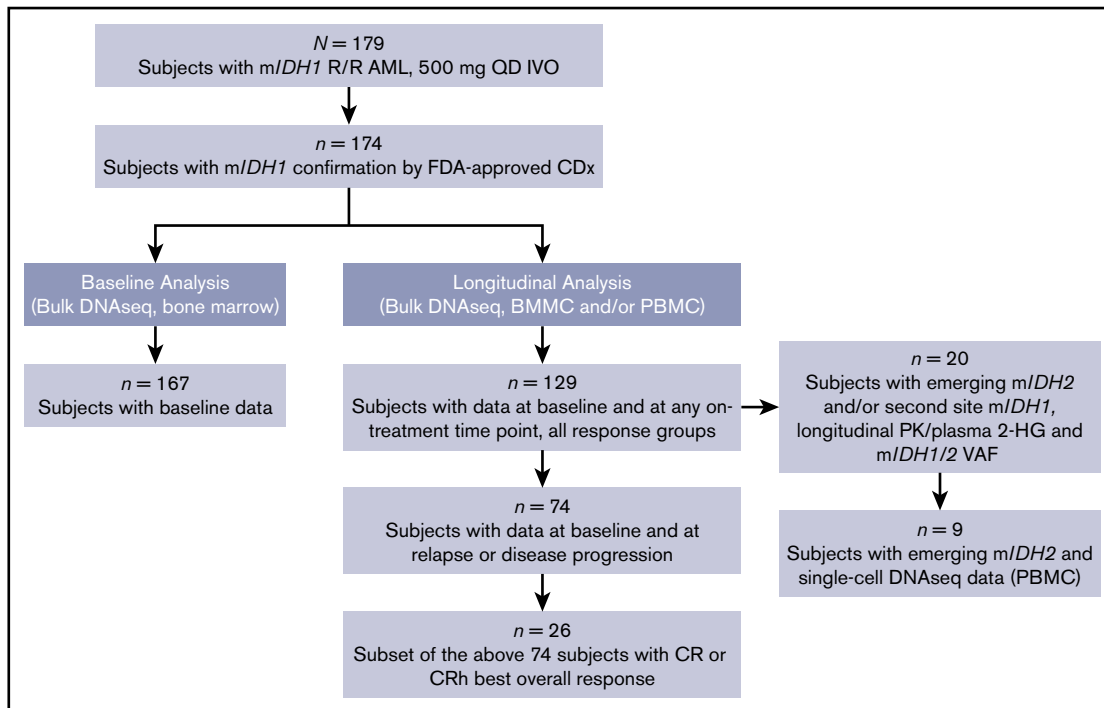 N = 179
Subjects with mIDH1 R/R AML, 500 mg QD IVO
n = 174
Subjects with mIDH1 confirmation by FDA-approved CDx
Baseline Analysis
(Bulk DNAseq, bone marrow)
n = 167
Subjects with baseline data
Longitudinal Analysis
(Bulk DNAseq, BMMC and/or PBMC)
n = 129
Subjects with data at baseline and at any on-
treatment time point, all response groups
n = 74
Subjects with data at baseline and at
relapse or disease progression
n = 26
Subset of the above 74 subjects with CR or
CRh best overall response
n = 20
Subjects with emerging mIDH2
and/or second site mIDH1,
longitudinal PK/plasma 2-HG and
mIDH1/2 VAF
n = 9
Subjects with emerging mIDH2 and
single-cell DNAseq data (PBMC)